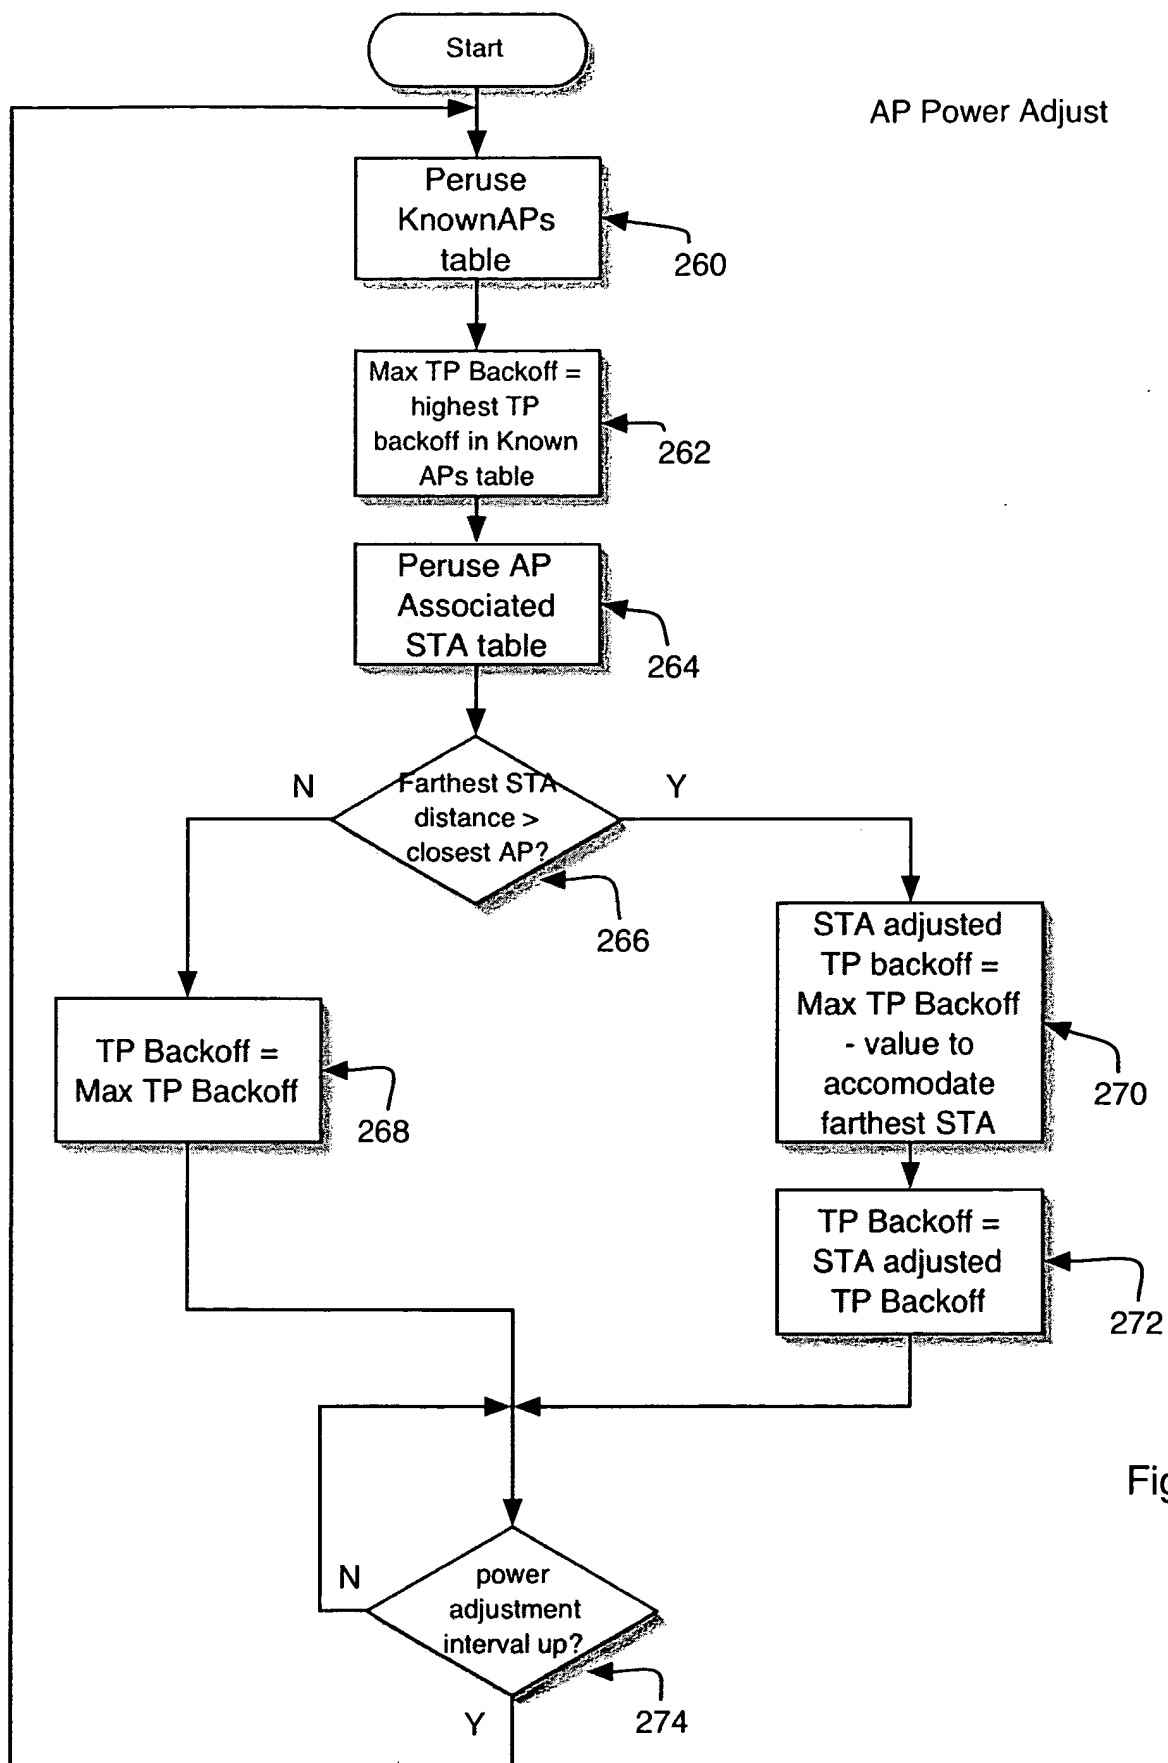 Start
AP Power Adjust
Peruse
KnownAPs
table
260
Max TP Backoff =
highest TP
backoff in Known
APs table
262
Peruse AP
Associated
STA table
264
N
Farthest STA
distance >
closest AP?
Y
266
STA adjusted
TP backoff =
Max TP Backoff
- value to
accomodate
farthest STA
270
TP Backoff =
Max TP Backoff
268
TP Backoff =
STA adjusted
TP Backoff
272
Fig
N
power
adjustment
interval up?
274
Y